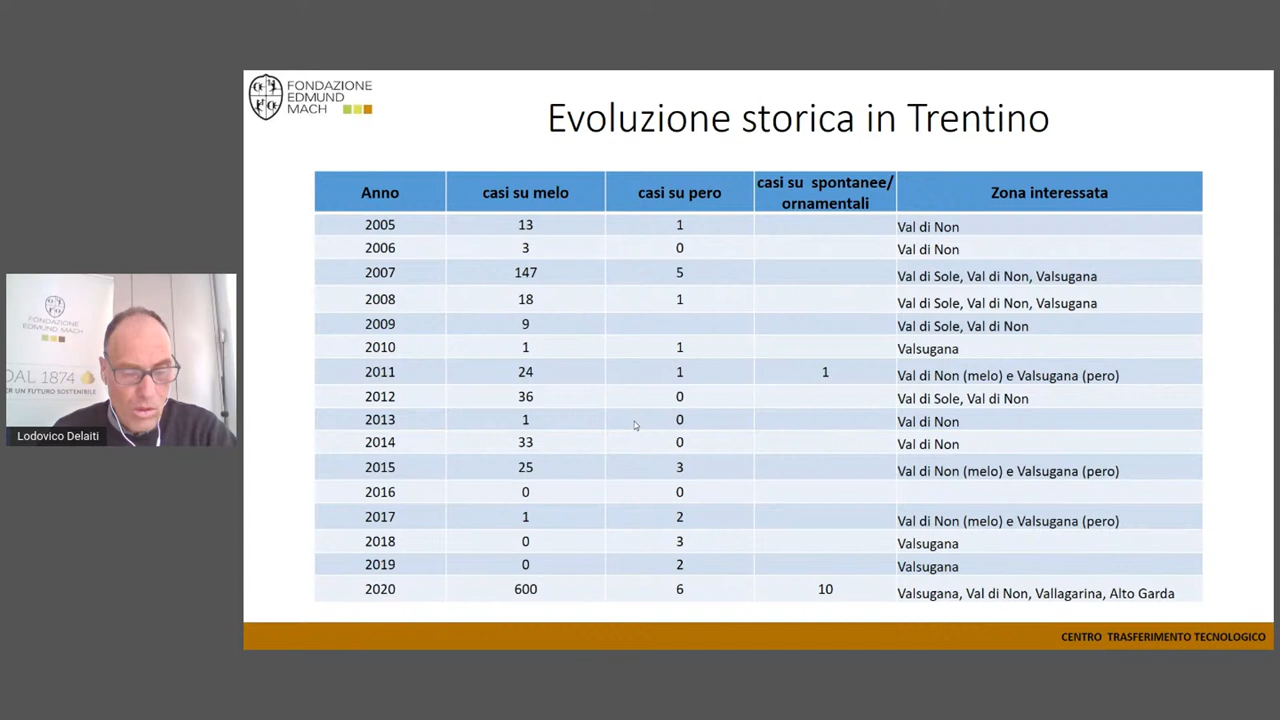 FONDAZIONE
EDMUND
MACH
Evoluzione storica in Trentino
Anno casi su melo casi su pero casi su spontanee/ ornamentali Zona interessata
2005 13 1 Val di Non
2006 3 0 Val di Non
2007 147 5 Val di Sole, Val di Non, Valsugana
2008 18 1 Val di Sole, Val di Non, Valsugana
2009 9 Val di Sole, Val di Non
2010 1 1 Valsugana
2011 24 1 1 Val di Non (melo) e Valsugana (pero)
2012 36 0 Val di Sole, Val di Non
2013 1 0 Val di Non
2014 33 0 Val di Non
2015 25 3 Val di Non (melo) e Valsugana (pero)
2016 0 0
2017 1 2 Val di Non (melo) e Valsugana (pero)
2018 0 3 Valsugana
2019 0 2 Valsugana
2020 600 6 10 Valsugana, Val di Non, Vallagarina, Alto Garda
CENTRO TRASFERIMENTO TECNOLOGICO
FONDAZIONE
EDMUND
MACH
DAL 1874
PER UN FUTURO SOSTENIBILE
Lodovico Delaiti